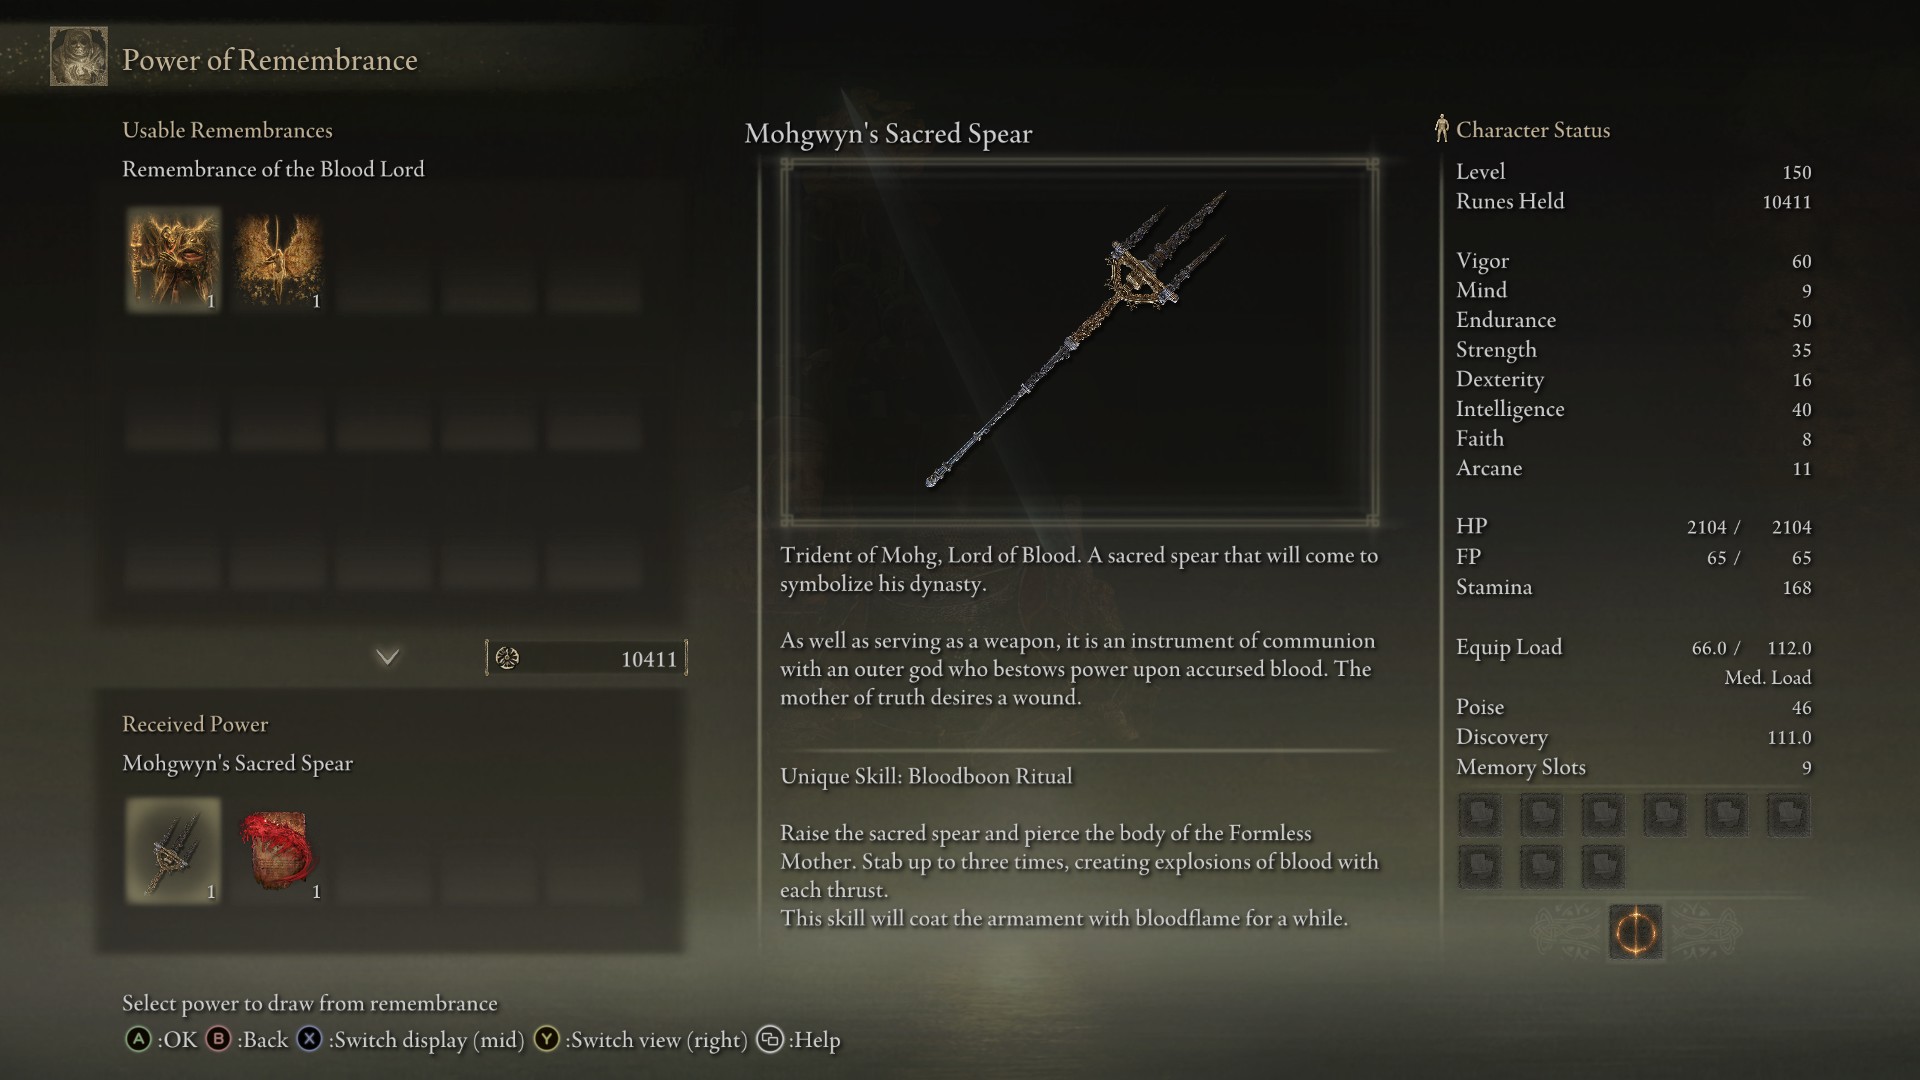 Power of Remembrance
Usable Remembrances
Remembrance of the Blood Lord
1
1
10411
Received Power
Mohgwyn's Sacred Spear
1
1
Mohgwyn's Sacred Spear
Trident of Mohg, Lord of Blood. A sacred spear that will come to
symbolize his dynasty.
As well as serving as a weapon, it is an instrument of communion
with an outer god who bestows power upon accursed blood. The
mother of truth desires a wound.
Unique Skill: Bloodboon Ritual
Raise the sacred spear and pierce the body of the Formless
Mother. Stab up to three times, creating explosions of blood with
each thrust.
This skill will coat the armament with bloodflame for a while.
Character Status
Level 150
Runes Held 10411
Vigor 60
Mind 9
Endurance 50
Strength 35
Dexterity 16
Intelligence 40
Faith 8
Arcane 11
HP 2104 / 2104
FP 65 / 65
Stamina 168
Equip Load 66.0 / 112.0
Med. Load
Poise 46
Discovery 111.0
Memory Slots 9
Select power to draw from remembrance
A :OK B :Back X :Switch display (mid) Y :Switch view (right) :Help